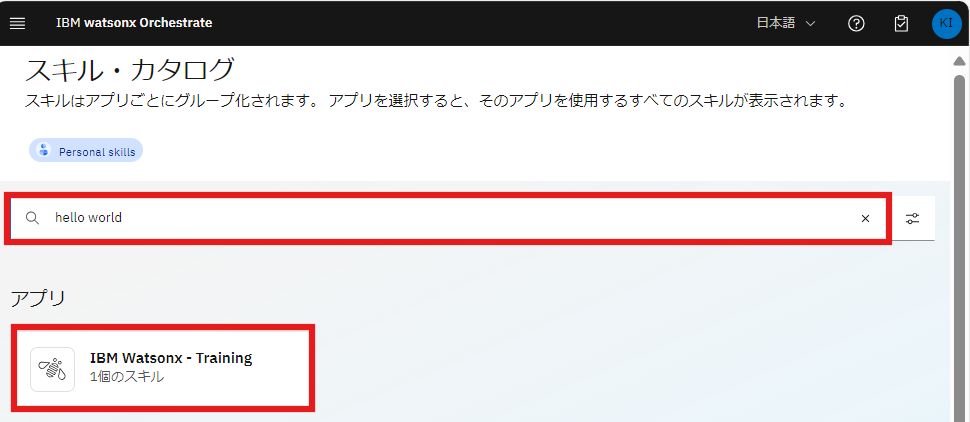 IBM watsonx Orchestrate
日本語
KI
スキル・カタログ
スキルはアプリごとにグループ化されます。 アプリを選択すると、そのアプリを使用するすべてのスキルが表示されます。
Personal skills
hello world
アプリ
IBM Watsonx - Training
1個のスキル